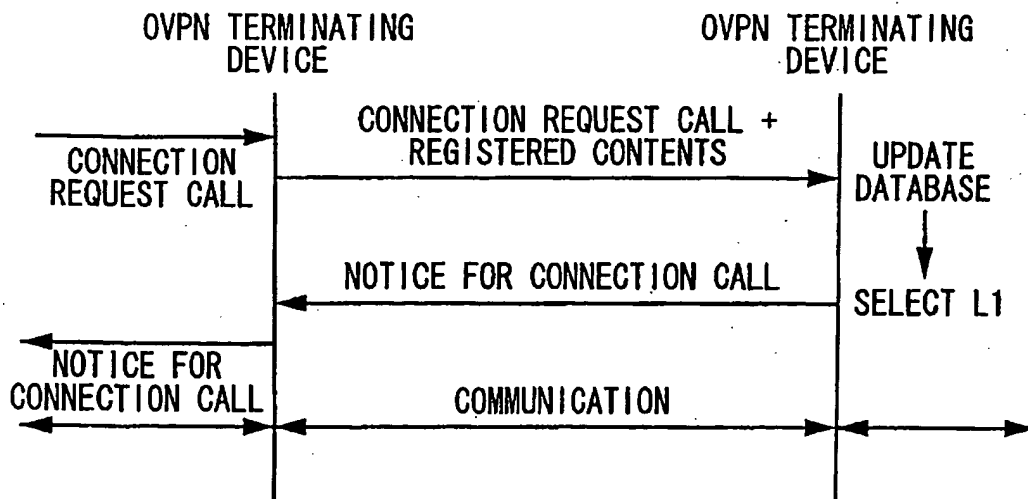 OVPN TERMINATING
DEVICE
OVPN TERMINATING
DEVICE
CONNECTION
REQUEST CALL
CONNECTION REQUEST CALL +
REGISTERED CONTENTS
UPDATE
DATABASE
NOTICE FOR CONNECTION CALL
SELECT L1
NOTICE FOR
CONNECTION CALL
COMMUNICATION